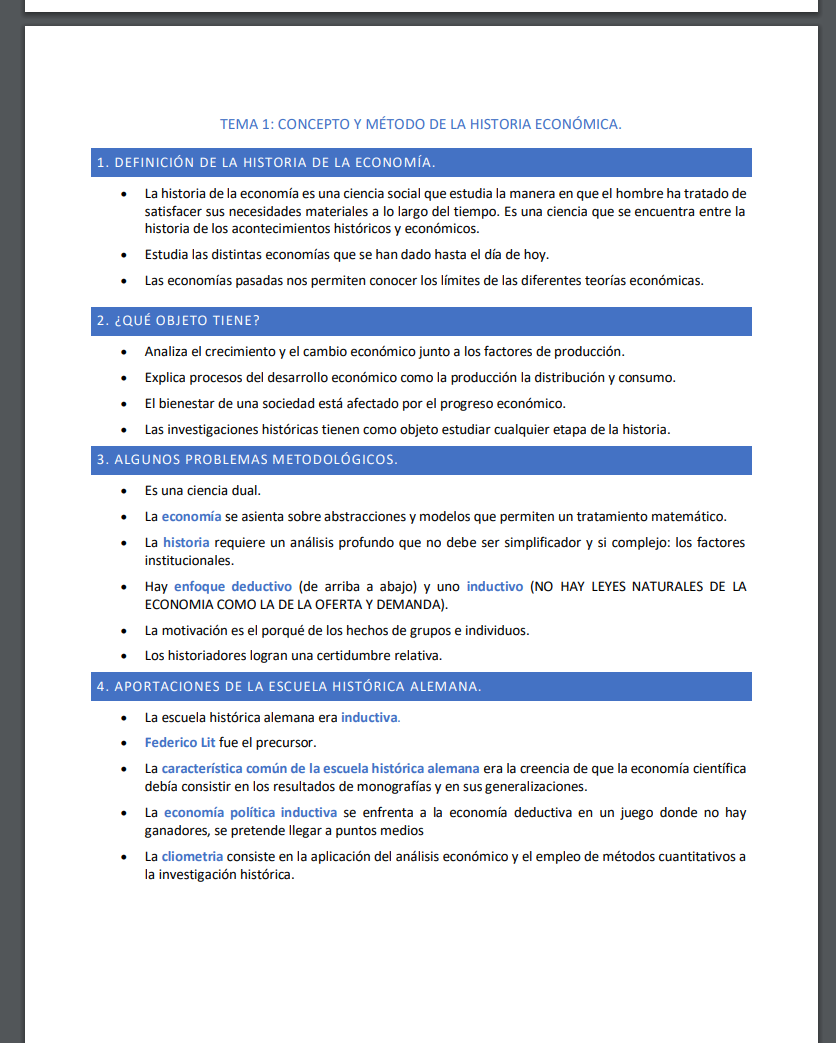 TEMA 1: CONCEPTO Y MÉTODO DE LA HISTORIA ECONÓMICA.
1. DEFINICIÓN DE LA HISTORIA DE LA ECONOMÍA.
• La historia de la economía es una ciencia social que estudia la manera en que el hombre ha tratado de
satisfacer sus necesidades materiales a lo largo del tiempo. Es una ciencia que se encuentra entre la
historia de los acontecimientos históricos y económicos.
• Estudia las distintas economías que se han dado hasta el día de hoy.
• Las economías pasadas nos permiten conocer los límites de las diferentes teorías económicas.
2. ¿QUÉ OBJETO TIENE?
• Analiza el crecimiento y el cambio económico junto a los factores de producción.
• Explica procesos del desarrollo económico como la producción la distribución y consumo.
• El bienestar de una sociedad está afectado por el progreso económico.
• Las investigaciones históricas tienen como objeto estudiar cualquier etapa de la historia.
3. ALGUNOS PROBLEMAS METODOLÓGICOS.
• Es una ciencia dual.
• La economía se asienta sobre abstracciones y modelos que permiten un tratamiento matemático.
• La historia requiere un análisis profundo que no debe ser simplificador y si complejo: los factores
institucionales.
• Hay enfoque deductivo (de arriba a abajo) y uno inductivo (NO HAY LEYES NATURALES DE LA
ECONOMIA COMO LA DE LA OFERTA Y DEMANDA).
• La motivación es el porqué de los hechos de grupos e individuos.
• Los historiadores logran una certidumbre relativa.
4. APORTACIONES DE LA ESCUELA HISTÓRICA ALEMANA.
• La escuela histórica alemana era inductiva.
• Federico Lit fue el precursor.
• La característica común de la escuela histórica alemana era la creencia de que la economía científica
debía consistir en los resultados de monografías y en sus generalizaciones.
• La economía política inductiva se enfrenta a la economía deductiva en un juego donde no hay
ganadores, se pretende llegar a puntos medios
• La cliometria consiste en la aplicación del análisis económico y el empleo de métodos cuantitativos a
la investigación histórica.